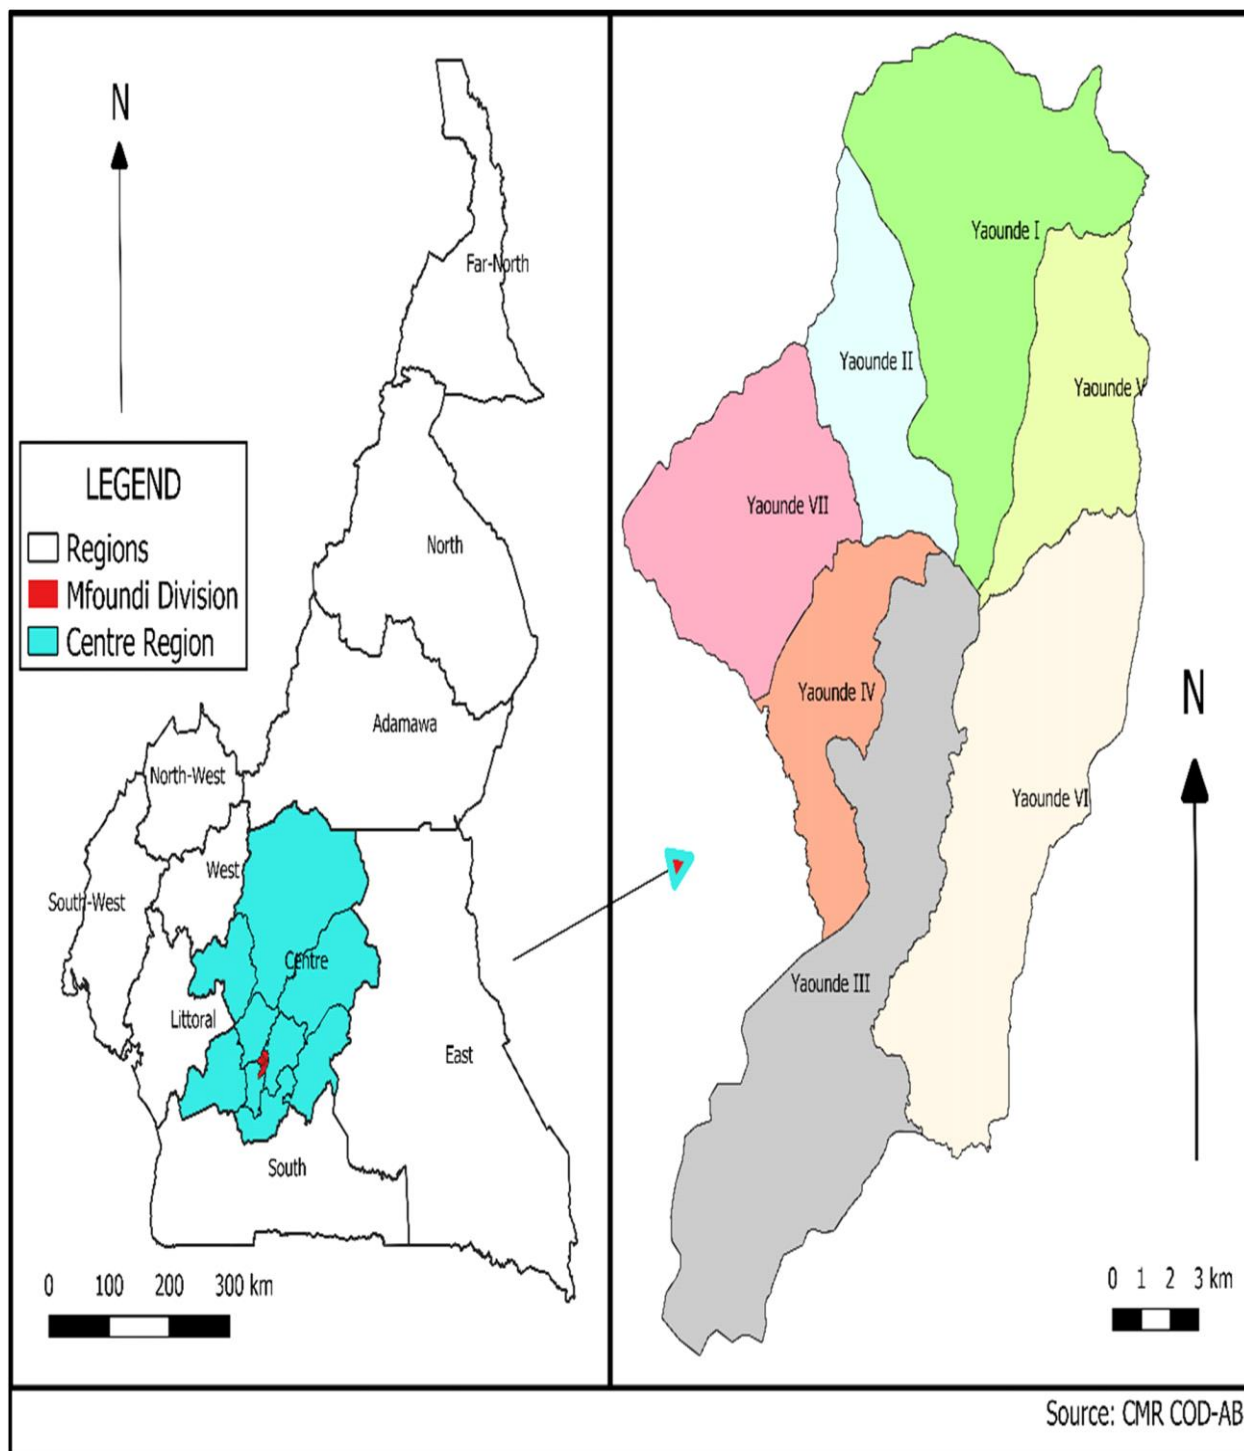 N
Far-North
LEGEND
Regions
Mfoundi Division
Centre Region
North
Adamawa
North-West
West
South-West
Centre
Littoral
East
South
0 100 200 300 km
Yaounde I
Yaounde II
Yaounde V
Yaounde VII
Yaounde IV
N
Yaounde VI
Yaounde III
0 1 2 3 km
Source: CMR COD-AB